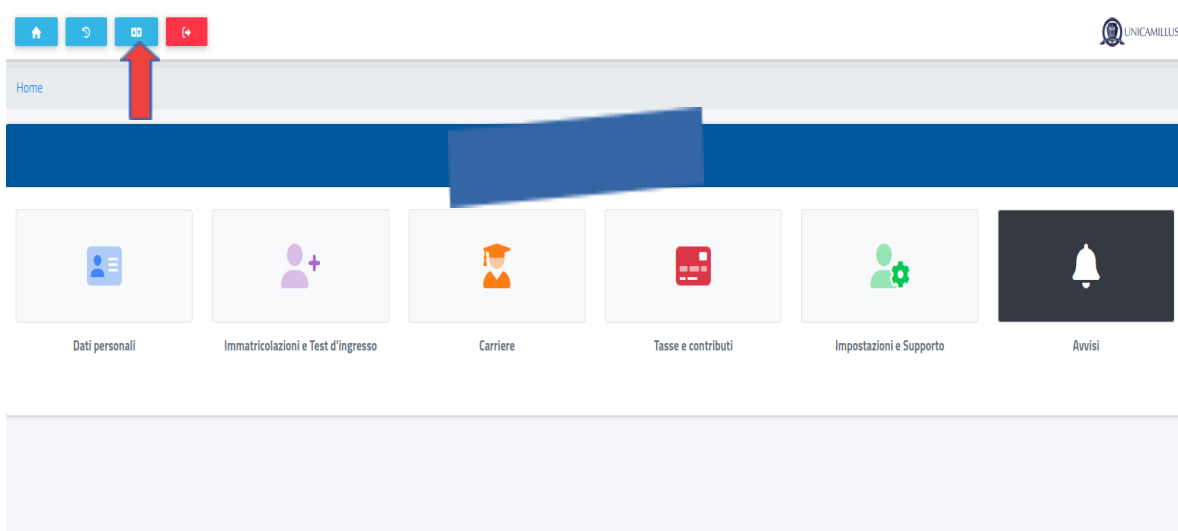 UNICAMILLUS
Home
Dati personali
Immatricolazioni e Test d'ingresso
Carriere
Tasse e contributi
Impostazioni e Supporto
Avvisi